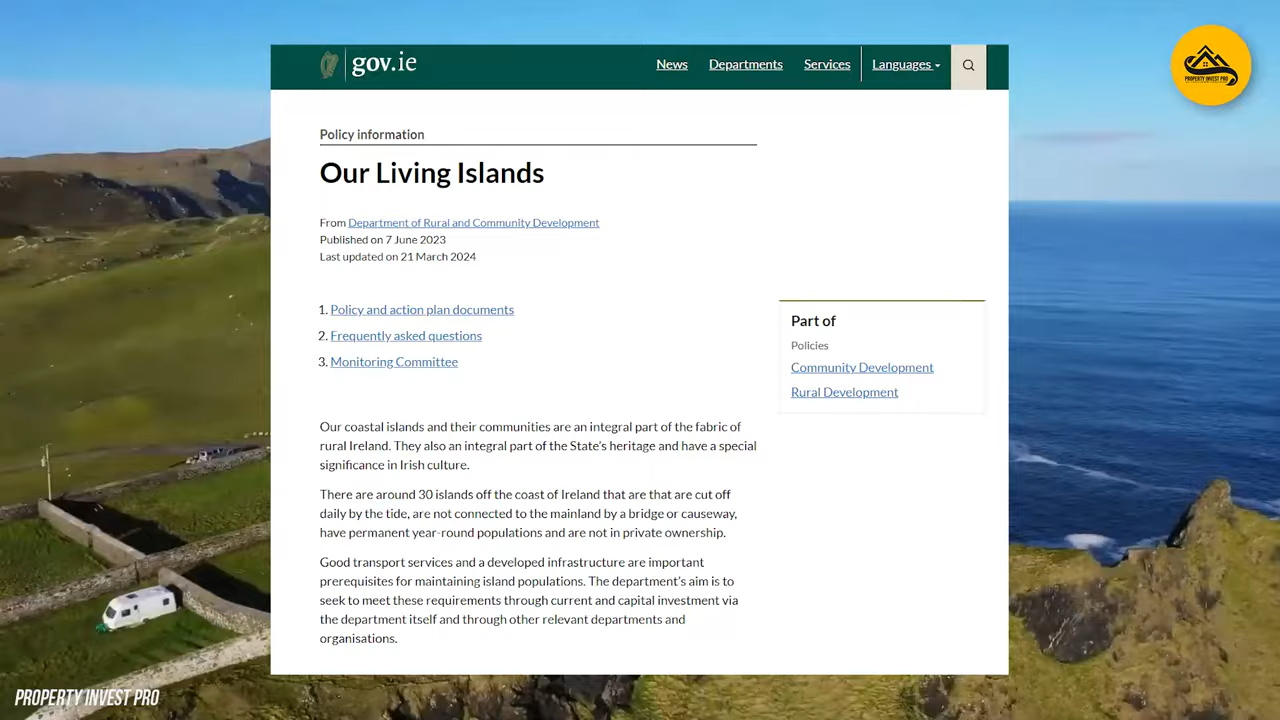 gov.ie
News
Departments
Services
Languages
PROPERTY INVEST PRO
Policy information
Our Living Islands
From Department of Rural and Community Development
Published on 7 June 2023
Last updated on 21 March 2024
1. Policy and action plan documents
2. Frequently asked questions
3. Monitoring Committee
Part of
Policies
Community Development
Rural Development
Our coastal islands and their communities are an integral part of the fabric of
rural Ireland. They also an integral part of the State's heritage and have a special
significance in Irish culture.
There are around 30 islands off the coast of Ireland that are that are cut off
daily by the tide, are not connected to the mainland by a bridge or causeway,
have permanent year-round populations and are not in private ownership.
Good transport services and a developed infrastructure are important
prerequisites for maintaining island populations. The department's aim is to
seek to meet these requirements through current and capital investment via
the department itself and through other relevant departments and
organisations.
PROPERTY INVEST PRO